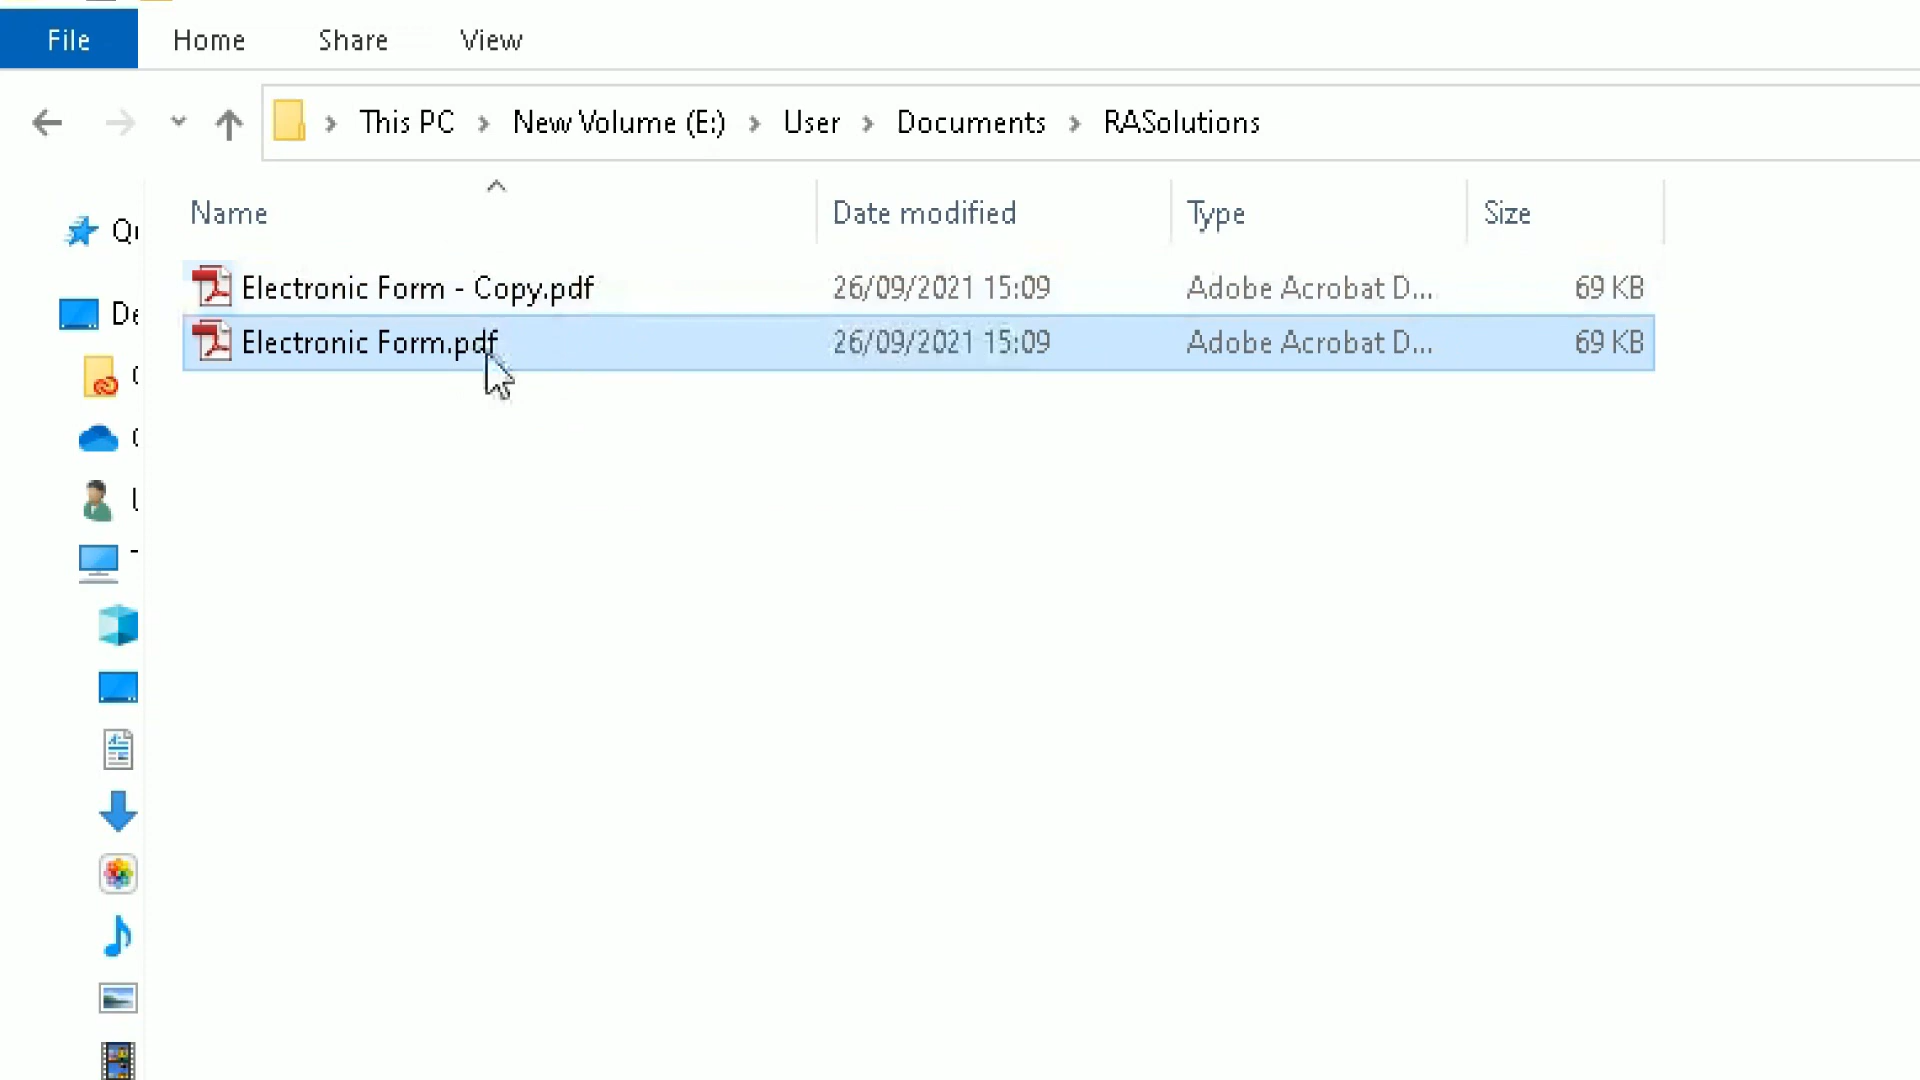 File Home Share View
This PC New Volume (E:) User Documents RASolutions
Name Date modified Type Size
Electronic Form - Copy.pdf 26/09/2021 15:09 Adobe Acrobat D... 69 KB
Electronic Form.pdf 26/09/2021 15:09 Adobe Acrobat D... 69 KB